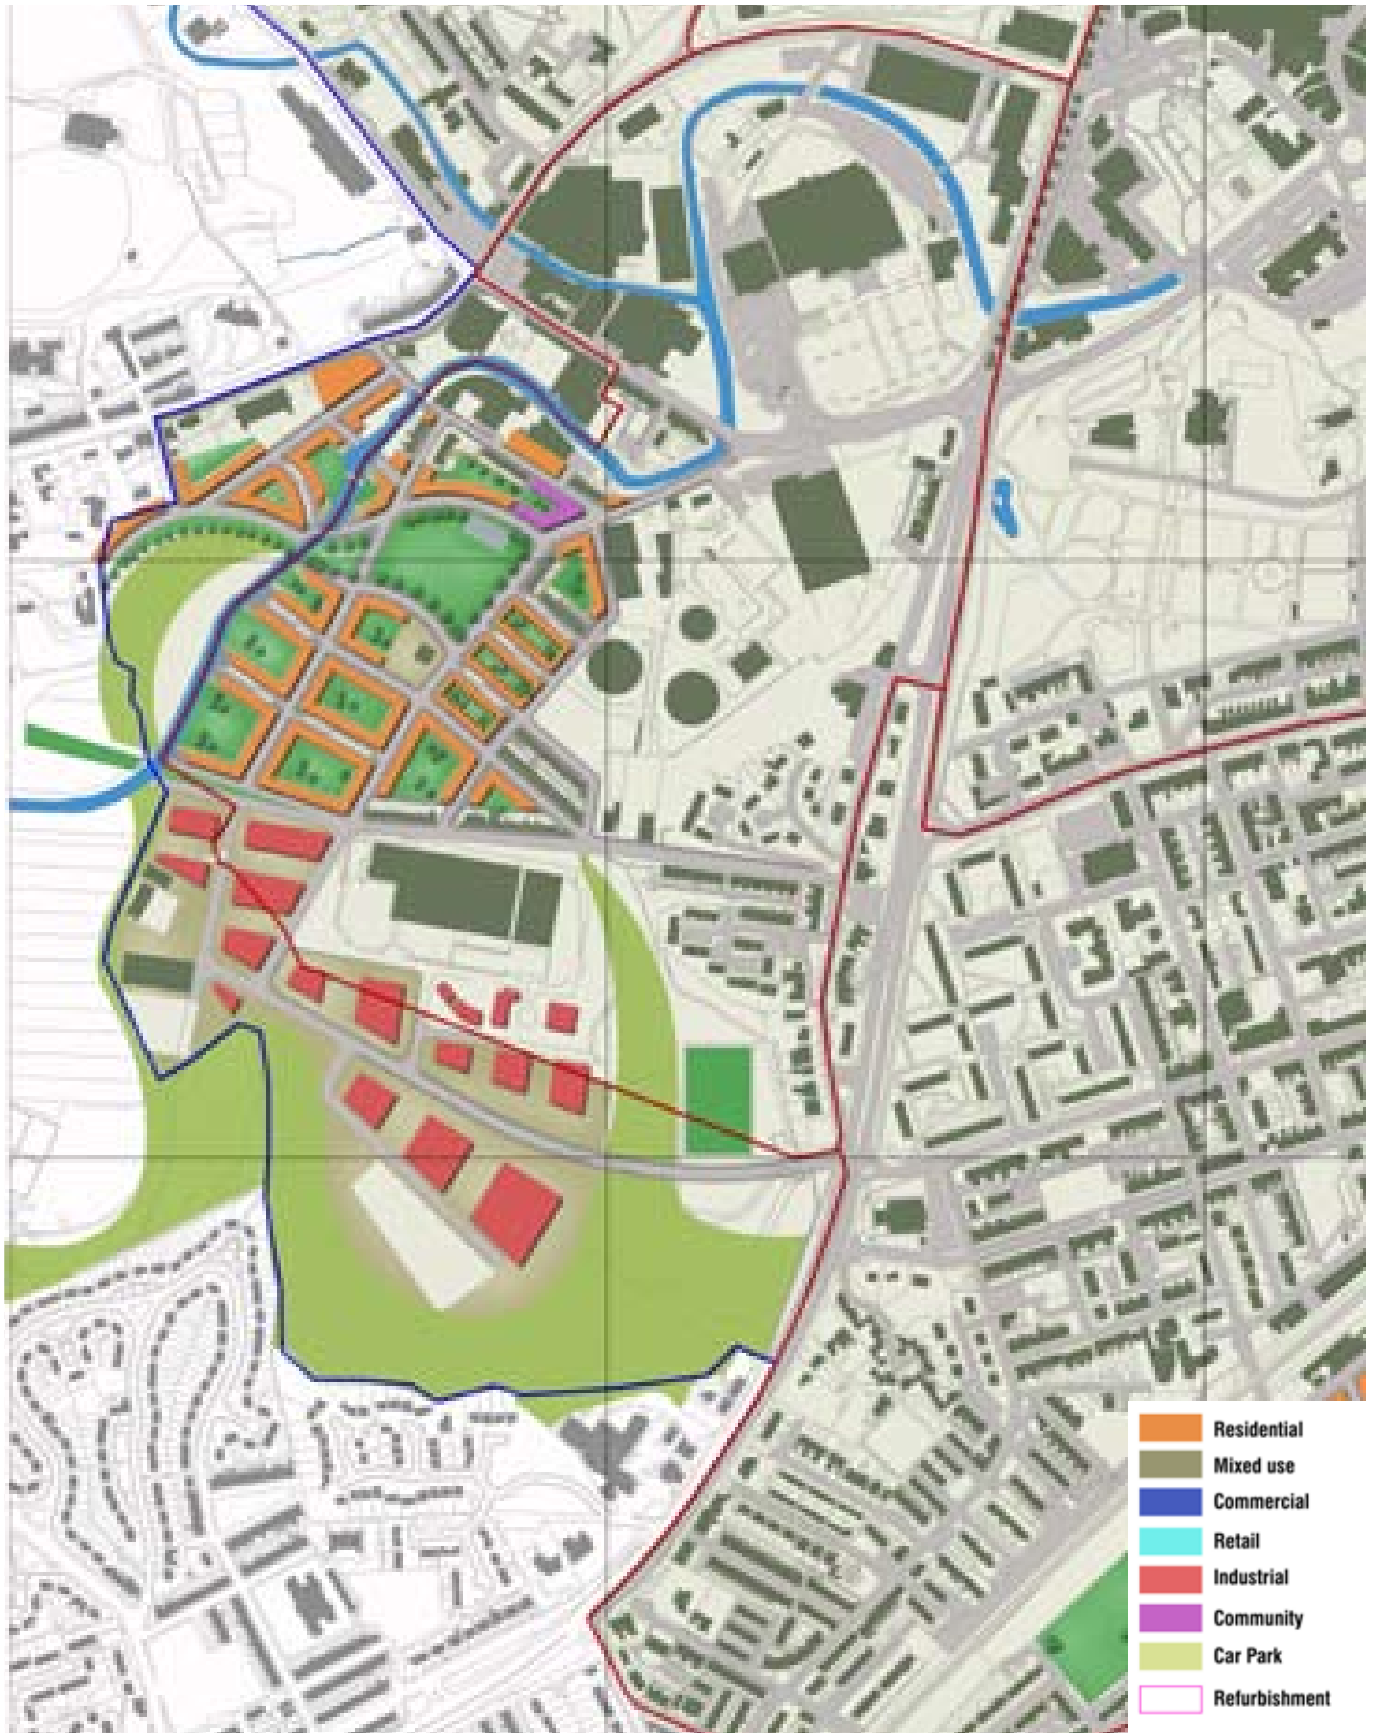 Residential
Mixed use
Commercial
Retail
Industrial
Community
Car Park
Refurbishment